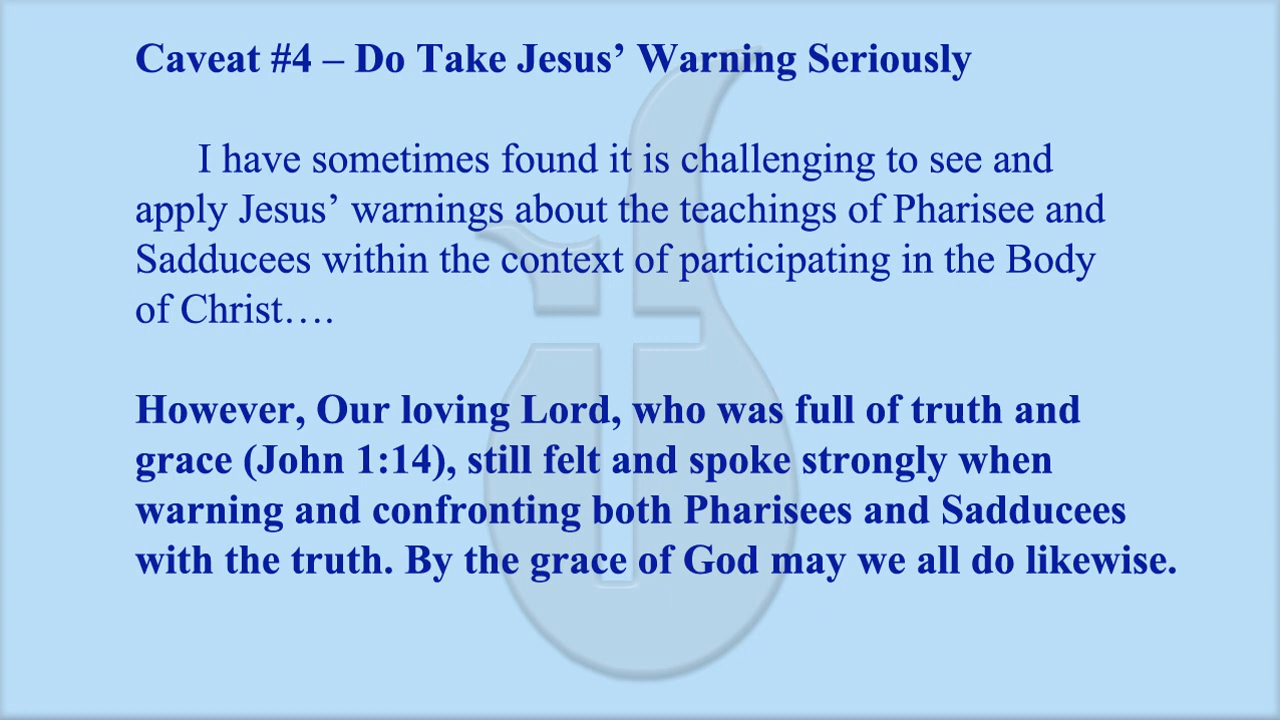 Caveat #4 – Do Take Jesus’ Warning Seriously
I have sometimes found it is challenging to see and
apply Jesus’ warnings about the teachings of Pharisee and
Sadducees within the context of participating in the Body
of Christ….
However, Our loving Lord, who was full of truth and
grace (John 1:14), still felt and spoke strongly when
warning and confronting both Pharisees and Sadducees
with the truth. By the grace of God may we all do likewise.